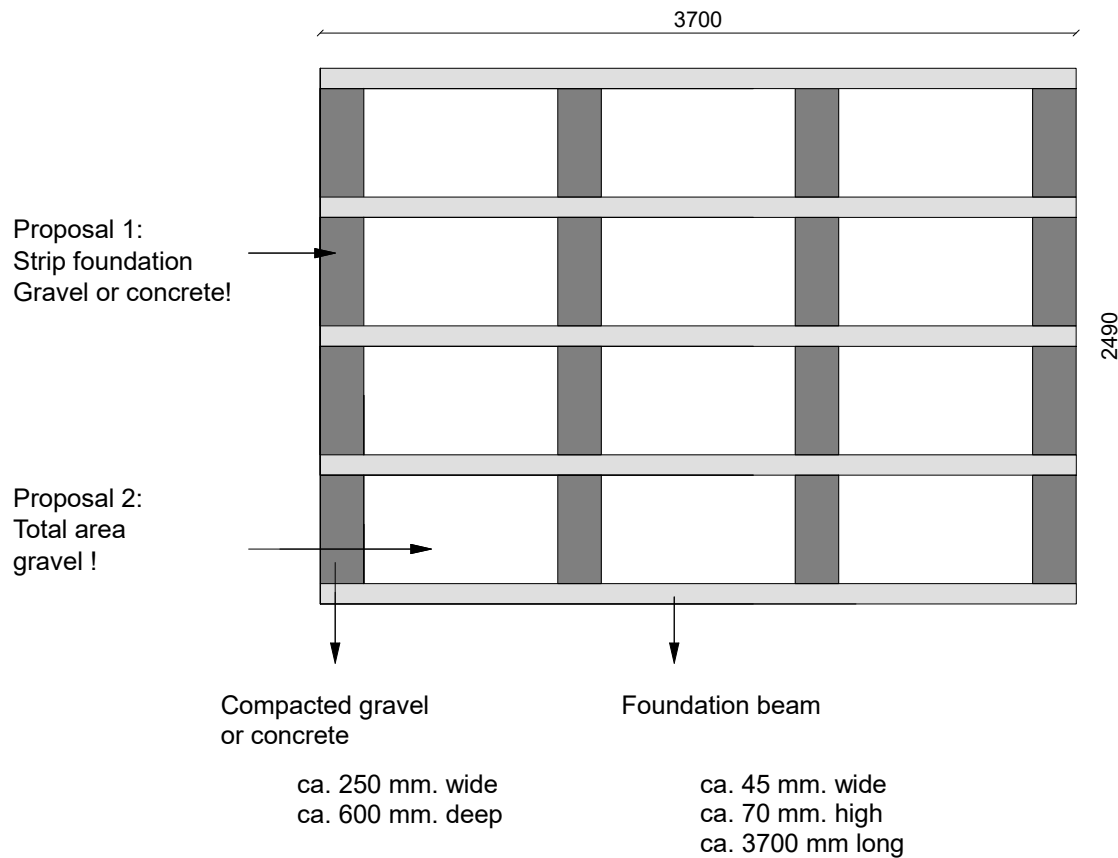 3700
Proposal 1:
Strip foundation
Gravel or concrete!
2490
Proposal 2:
Total area
gravel !
Compacted gravel
or concrete
ca. 250 mm. wide
ca. 600 mm. deep
Foundation beam
ca. 45 mm. wide
ca. 70 mm. high
ca. 3700 mm long